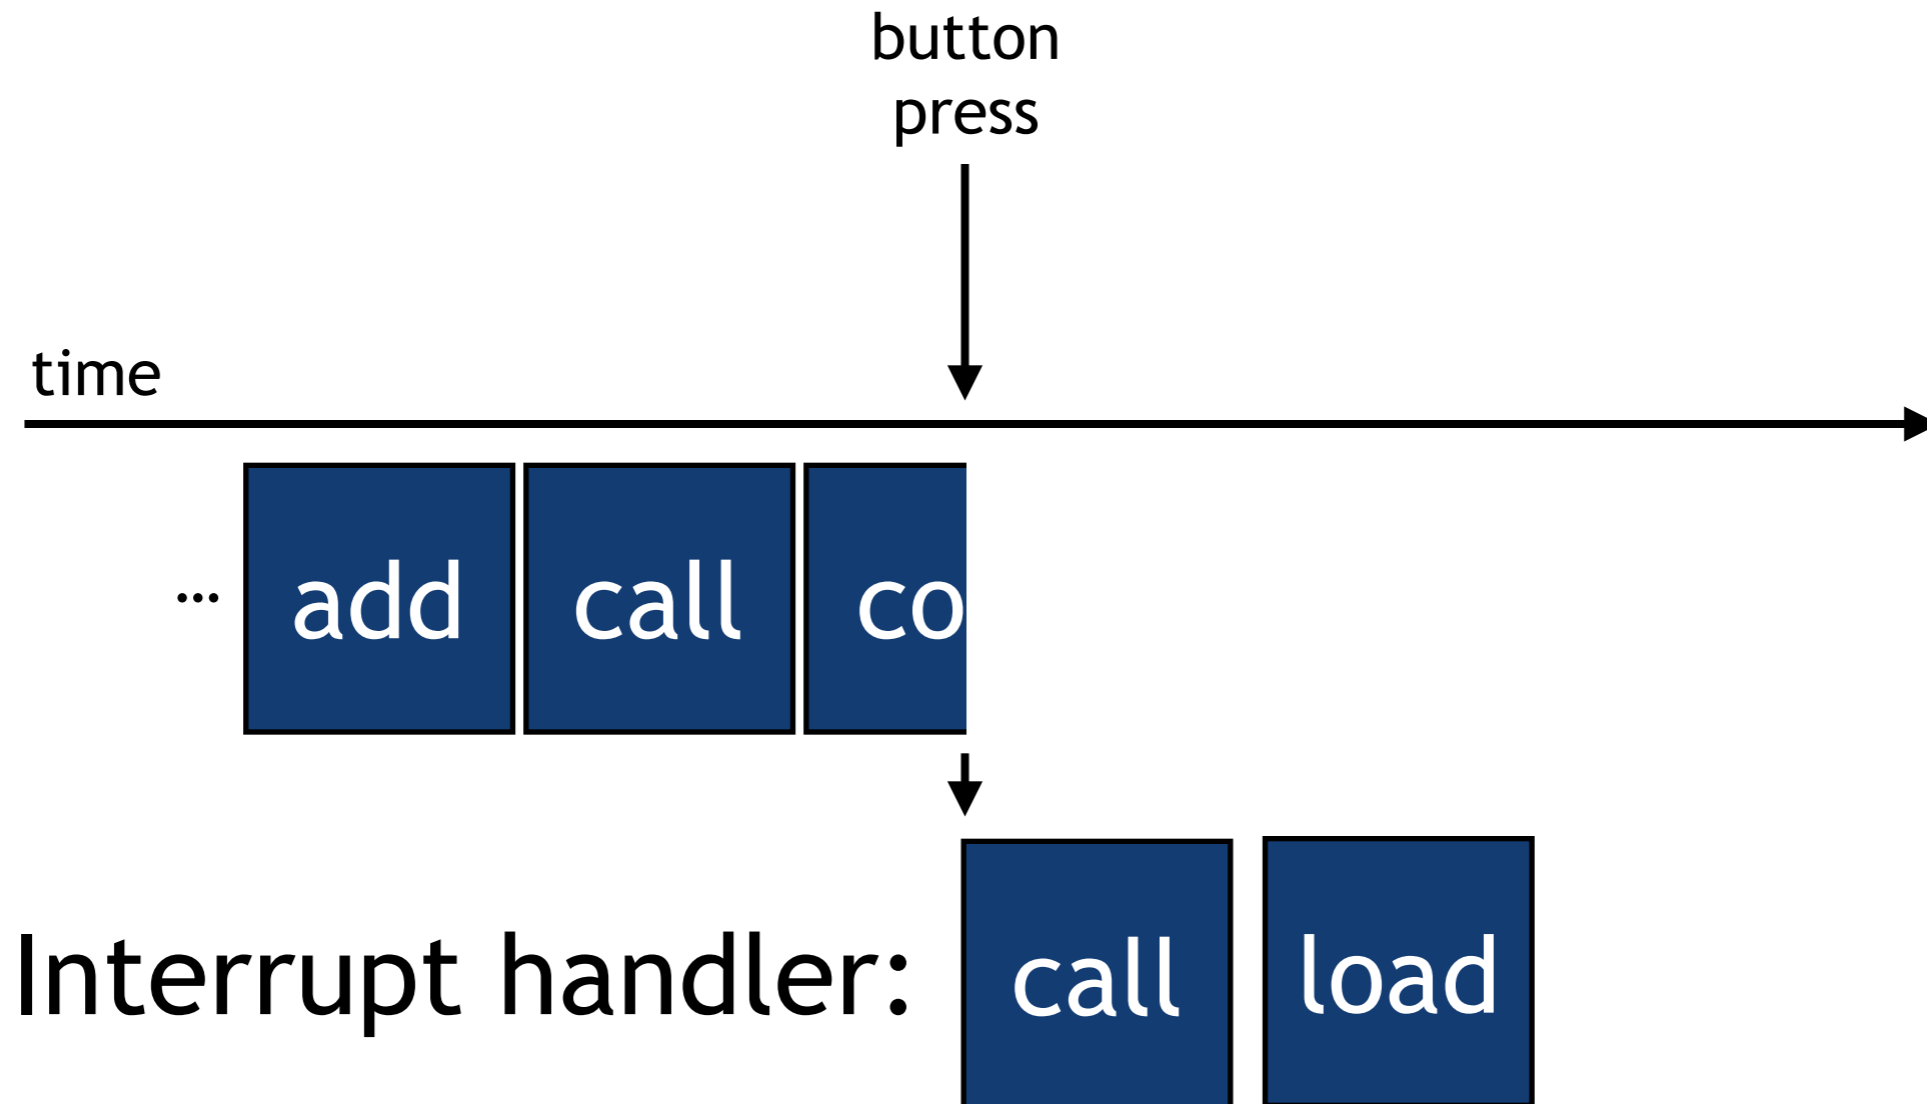 button
press
time
... add call co
Interrupt handler: call load